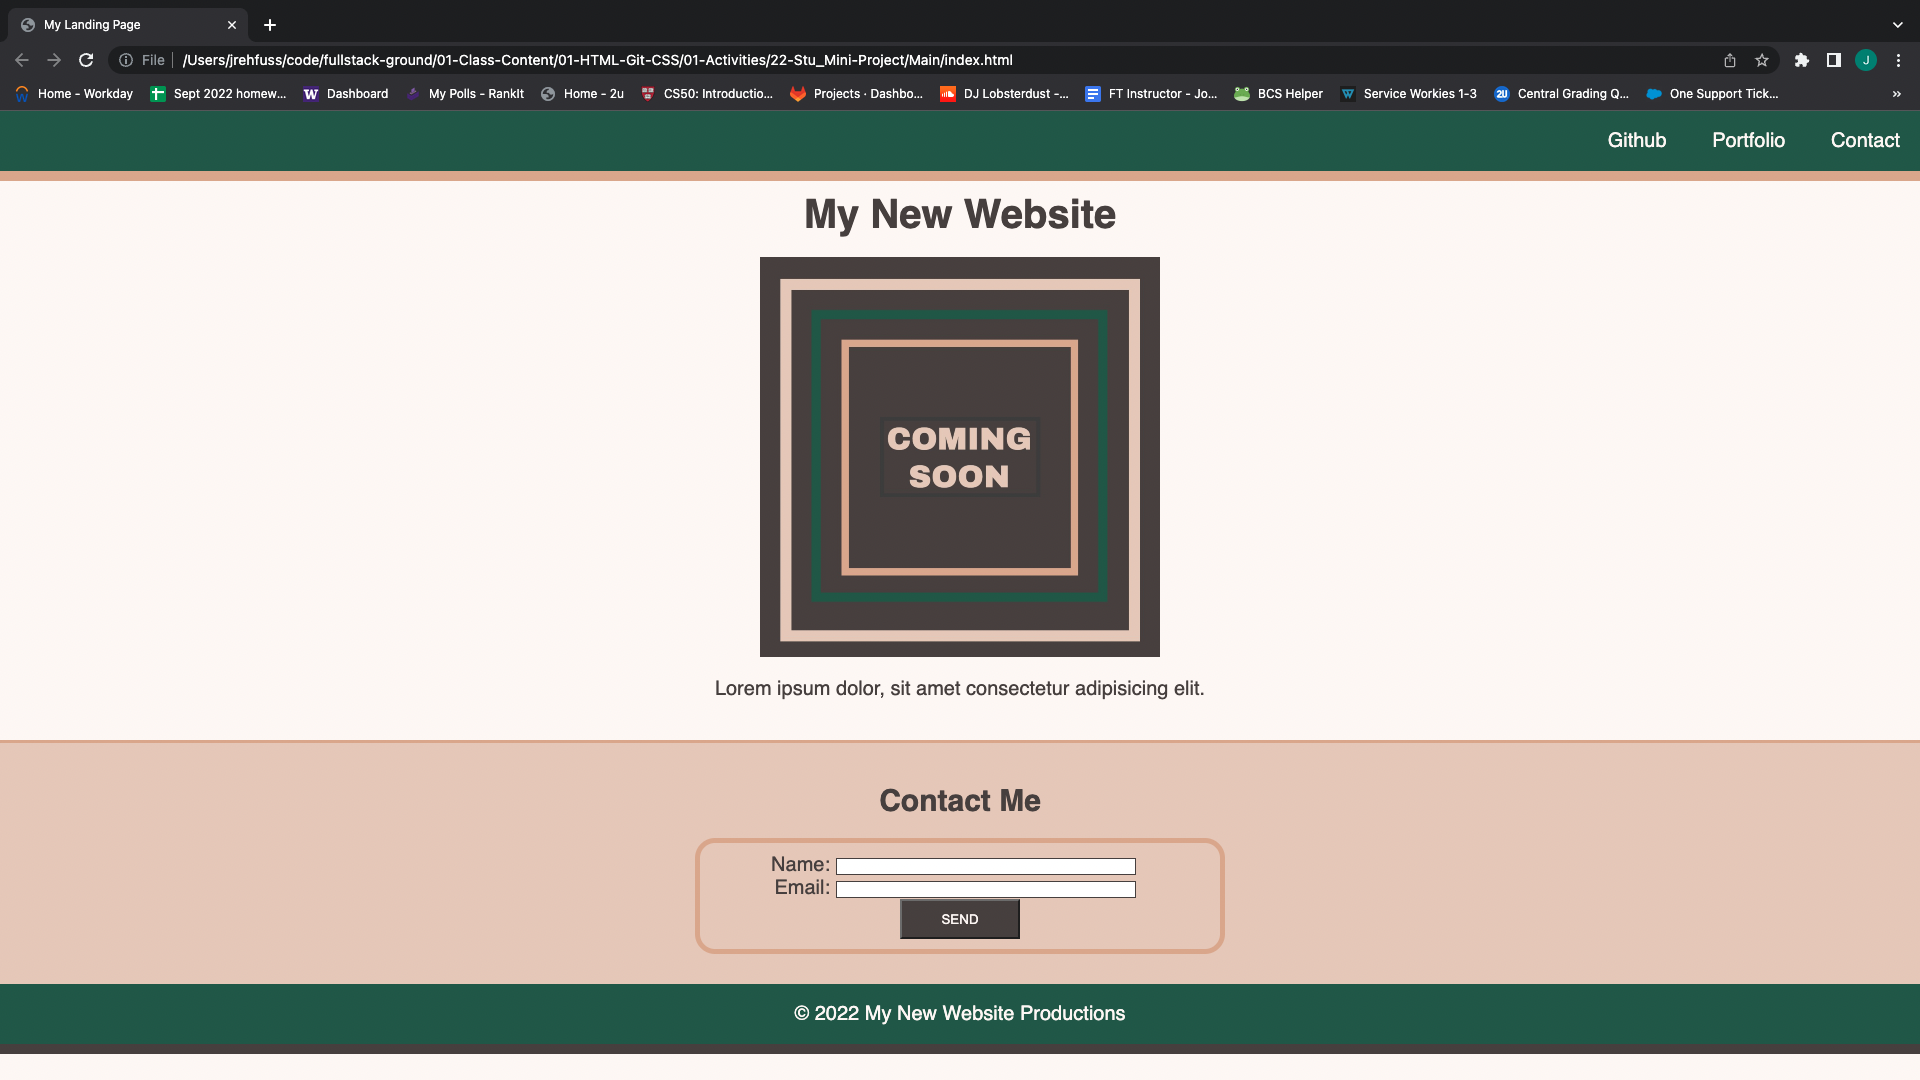 My Landing Page
File
/Users/jrehfuss/code/fullstack-ground/01-Class-Content/01-HTML-Git-CSS/01-Activities/22-Stu_Mini-Project/Main/index.html
J
Home - Workday
Sept 2022 homew...
W
Dashboard
My Polls - RankIt
Home - 2u
CS50: Introductio...
Projects · Dashbo...
DJ Lobsterdust -...
FT Instructor - Jo...
BCS Helper
W
Service Workies 1-3
2U
Central Grading Q...
One Support Tick...
»
Github
Portfolio
Contact
My New Website
COMING
SOON
Lorem ipsum dolor, sit amet consectetur adipisicing elit.
Contact Me
Name:
Email:
SEND
© 2022 My New Website Productions